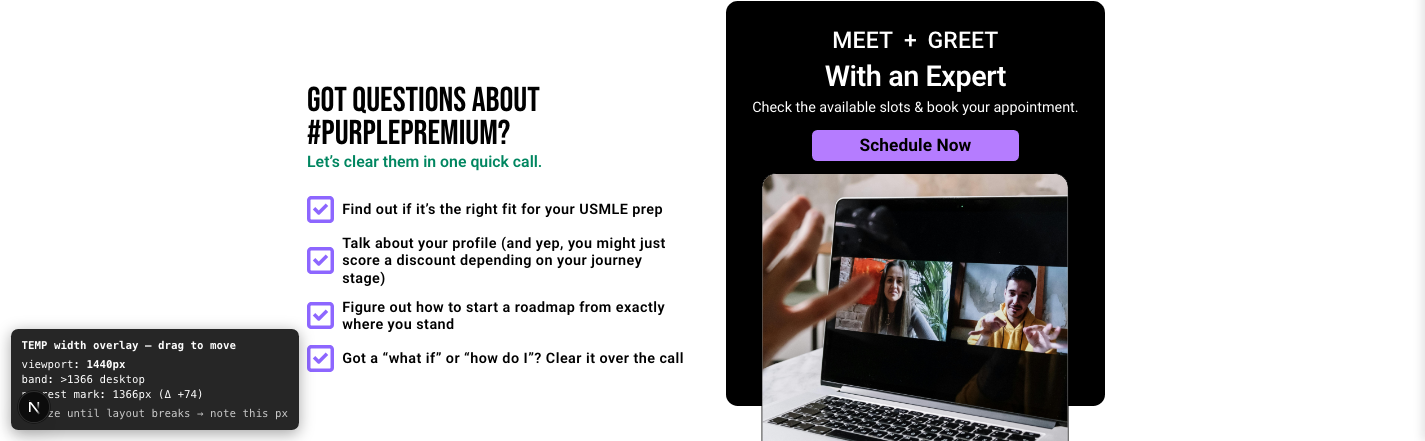 GOT QUESTIONS ABOUT
#PURPLEPREMIUM?
Let's clear them in one quick call.
Find out if it's the right fit for your USMLE prep
Talk about your profile (and yep, you might just
score a discount depending on your journey
stage)
Figure out how to start a roadmap from exactly
where you stand
Got a “what if” or “how do I”? Clear it over the call
MEET + GREET
With an Expert
Check the available slots & book your appointment.
Schedule Now
TEMP width overlay — drag to move
viewport: 1440px
band: >1366 desktop
mark: 1366px (Δ +74)
N
until layout breaks → note this px